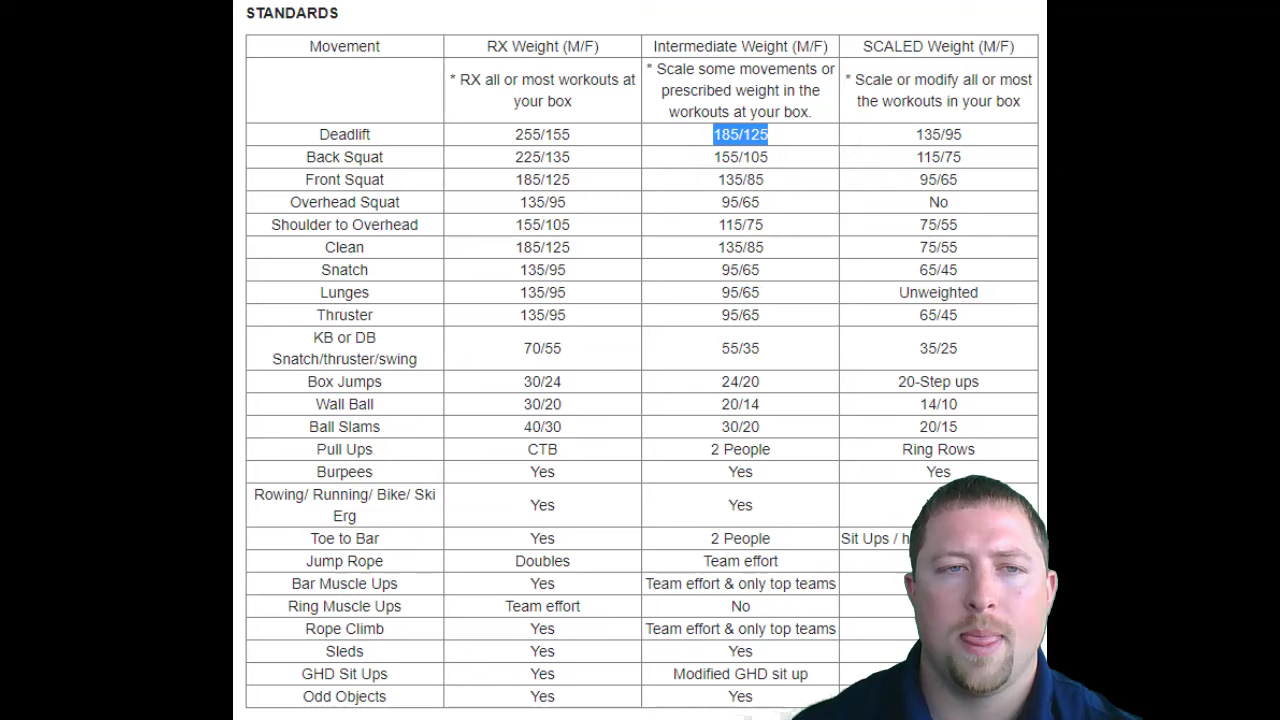 STANDARDS
Movement RX Weight (M/F) Intermediate Weight (M/F) SCALED Weight (M/F)
* RX all or most workouts at your box * Scale some movements or prescribed weight in the workouts at your box. * Scale or modify all or most the workouts in your box
Deadlift 255/155 185/125 135/95
Back Squat 225/135 155/105 115/75
Front Squat 185/125 135/85 95/65
Overhead Squat 135/95 95/65 No
Shoulder to Overhead 155/105 115/75 75/55
Clean 185/125 135/85 75/55
Snatch 135/95 95/65 65/45
Lunges 135/95 95/65 Unweighted
Thruster 135/95 95/65 65/45
KB or DB Snatch/thruster/swing 70/55 55/35 35/25
Box Jumps 30/24 24/20 20-Step ups
Wall Ball 30/20 20/14 14/10
Ball Slams 40/30 30/20 20/15
Pull Ups CTB 2 People Ring Rows
Burpees Yes Yes Yes
Rowing/ Running/ Bike/ Ski Erg Yes Yes
Toe to Bar Yes 2 People Sit Ups /
Jump Rope Doubles Team effort
Bar Muscle Ups Yes Team effort & only top teams
Ring Muscle Ups Team effort No
Rope Climb Yes Team effort & only top teams
Sleds Yes Yes
GHD Sit Ups Yes Modified GHD sit up
Odd Objects Yes Yes